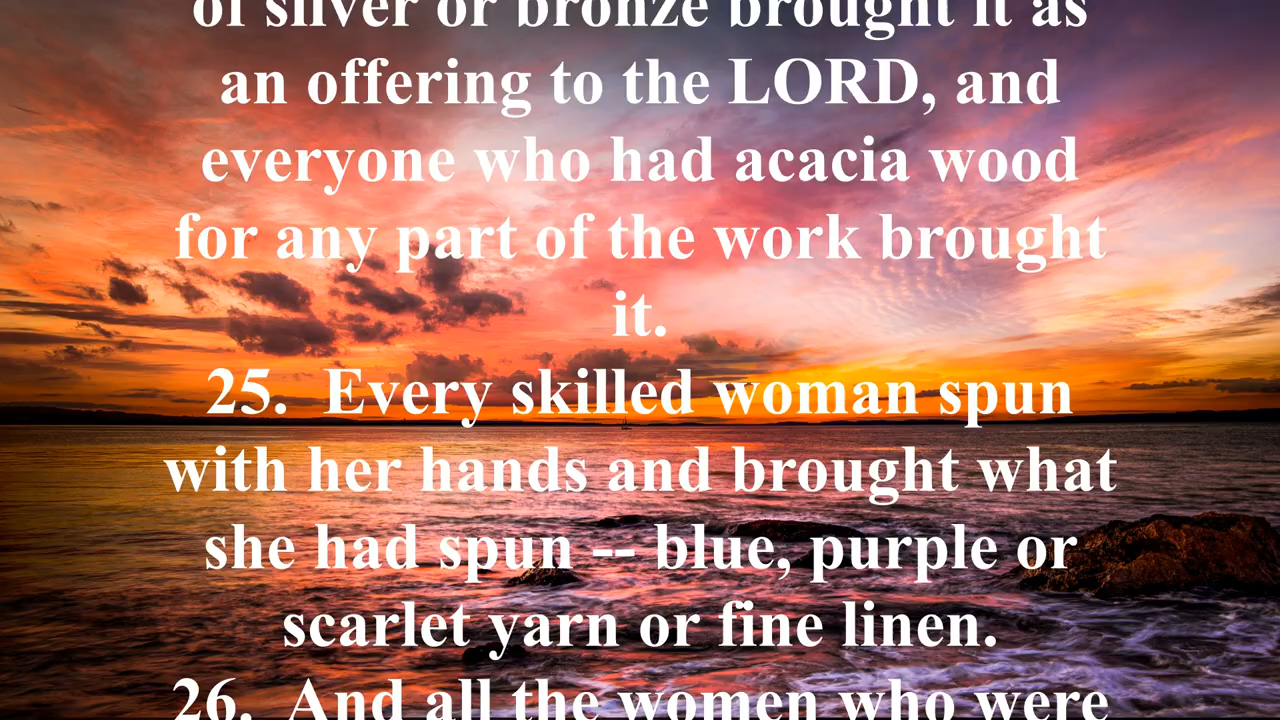 of silver or bronze brought it as
an offering to the LORD, and
everyone who had acacia wood
for any part of the work brought
it.
25.  Every skilled woman spun
with her hands and brought what
she had spun -- blue, purple or
scarlet yarn or fine linen.
26.  And all the women who were